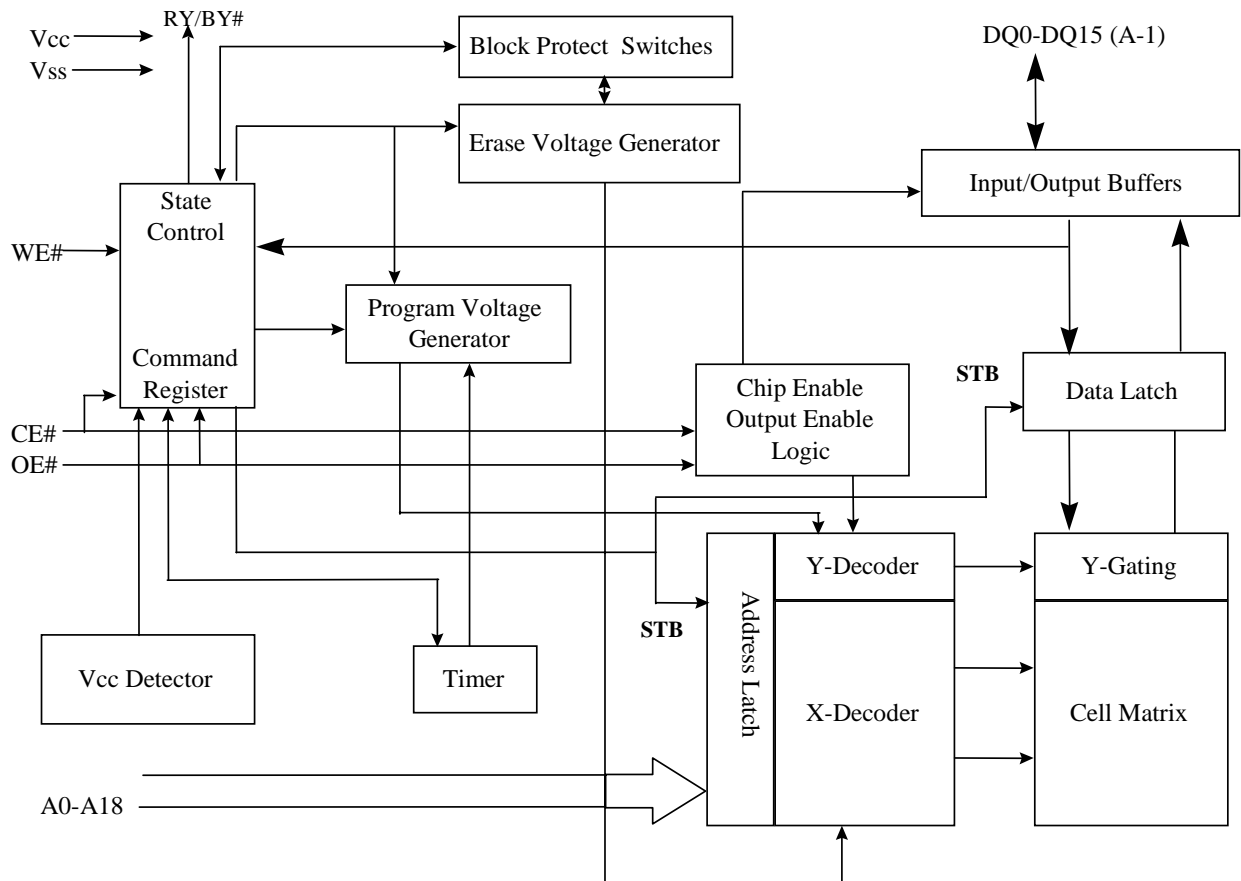 RY/BY#
Vcc
Vss
Block Protect Switches
DQ0-DQ15 (A-1)
Erase Voltage Generator
Input/Output Buffers
State
Control
WE#
Program Voltage
Generator
Command
Register
STB
Chip Enable
Output Enable
Logic
Data Latch
CE#
OE#
Y-Decoder
Y-Gating
Address Latch
STB
Vcc Detector
Timer
X-Decoder
Cell Matrix
A0-A18